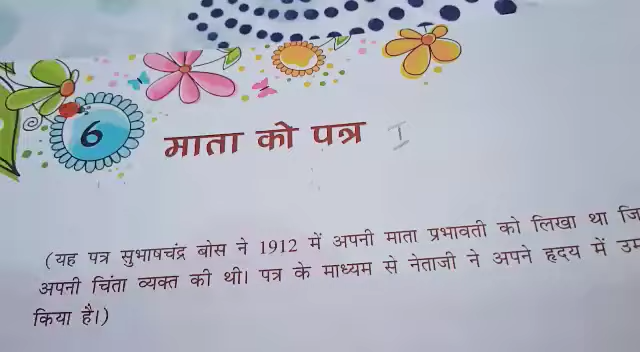 6
माता को पत्र I
(यह पत्र सुभाषचंद्र बोस ने 1912 में अपनी माता प्रभावती को लिखा था
अपनी चिंता व्यक्त की थी। पत्र के माध्यम से नेताजी ने अपने हृदय में
किया है।)